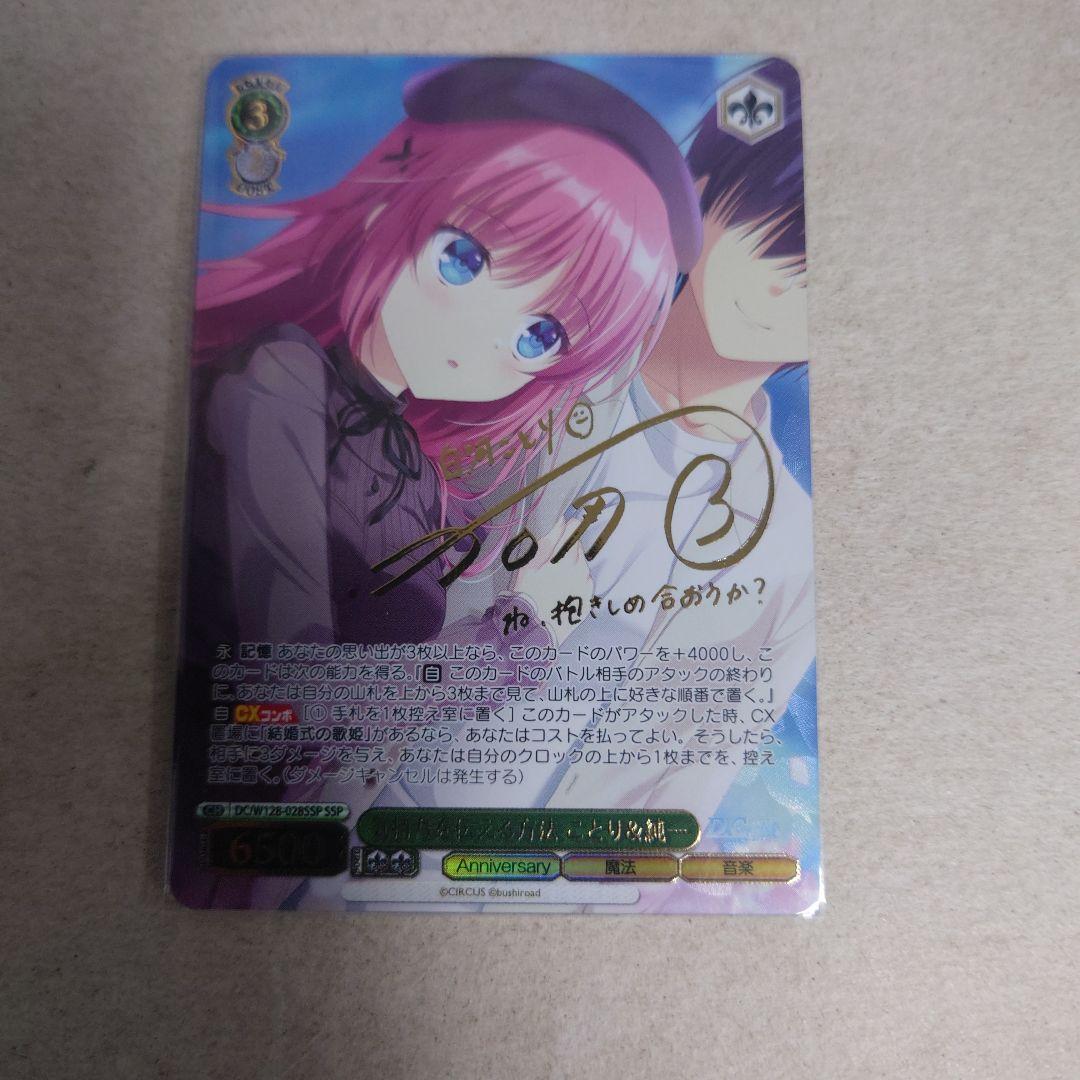 3
COST
白河ことり
ね、抱きしめ合おうか?
永 記憶 あなたの思い出が3枚以上なら、このカードのパワーを+4000し、こ
のカードは次の能力を得る。『自 このカードのバトル相手のアタックの終わり
に、あなたは自分の山札を上から3枚まで見て、山札の上に好きな順番で置く。』
自 CXコンボ [① 手札を1枚控え室に置く] このカードがアタックした時、CX
置場に「結婚式の歌姫」があるなら、あなたはコストを払ってよい。そうしたら、
相手に3ダメージを与え、あなたは自分のクロックの上から1枚までを、控え
室に置く。(ダメージキャンセルは発生する)
CH DC/W128-028SSP SSP
を伝える方法 ことり&純一
6500
Anniversary 魔法 音楽
©CIRCUS ©bushiroad